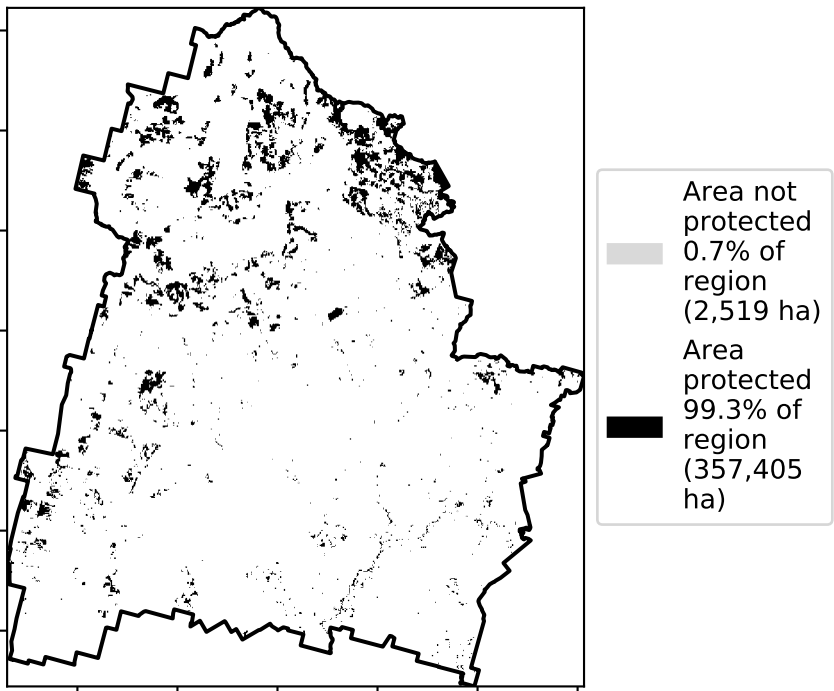 Area not
protected
0.7% of
region
(2,519 ha)
Area
protected
99.3% of
region
(357,405
ha)